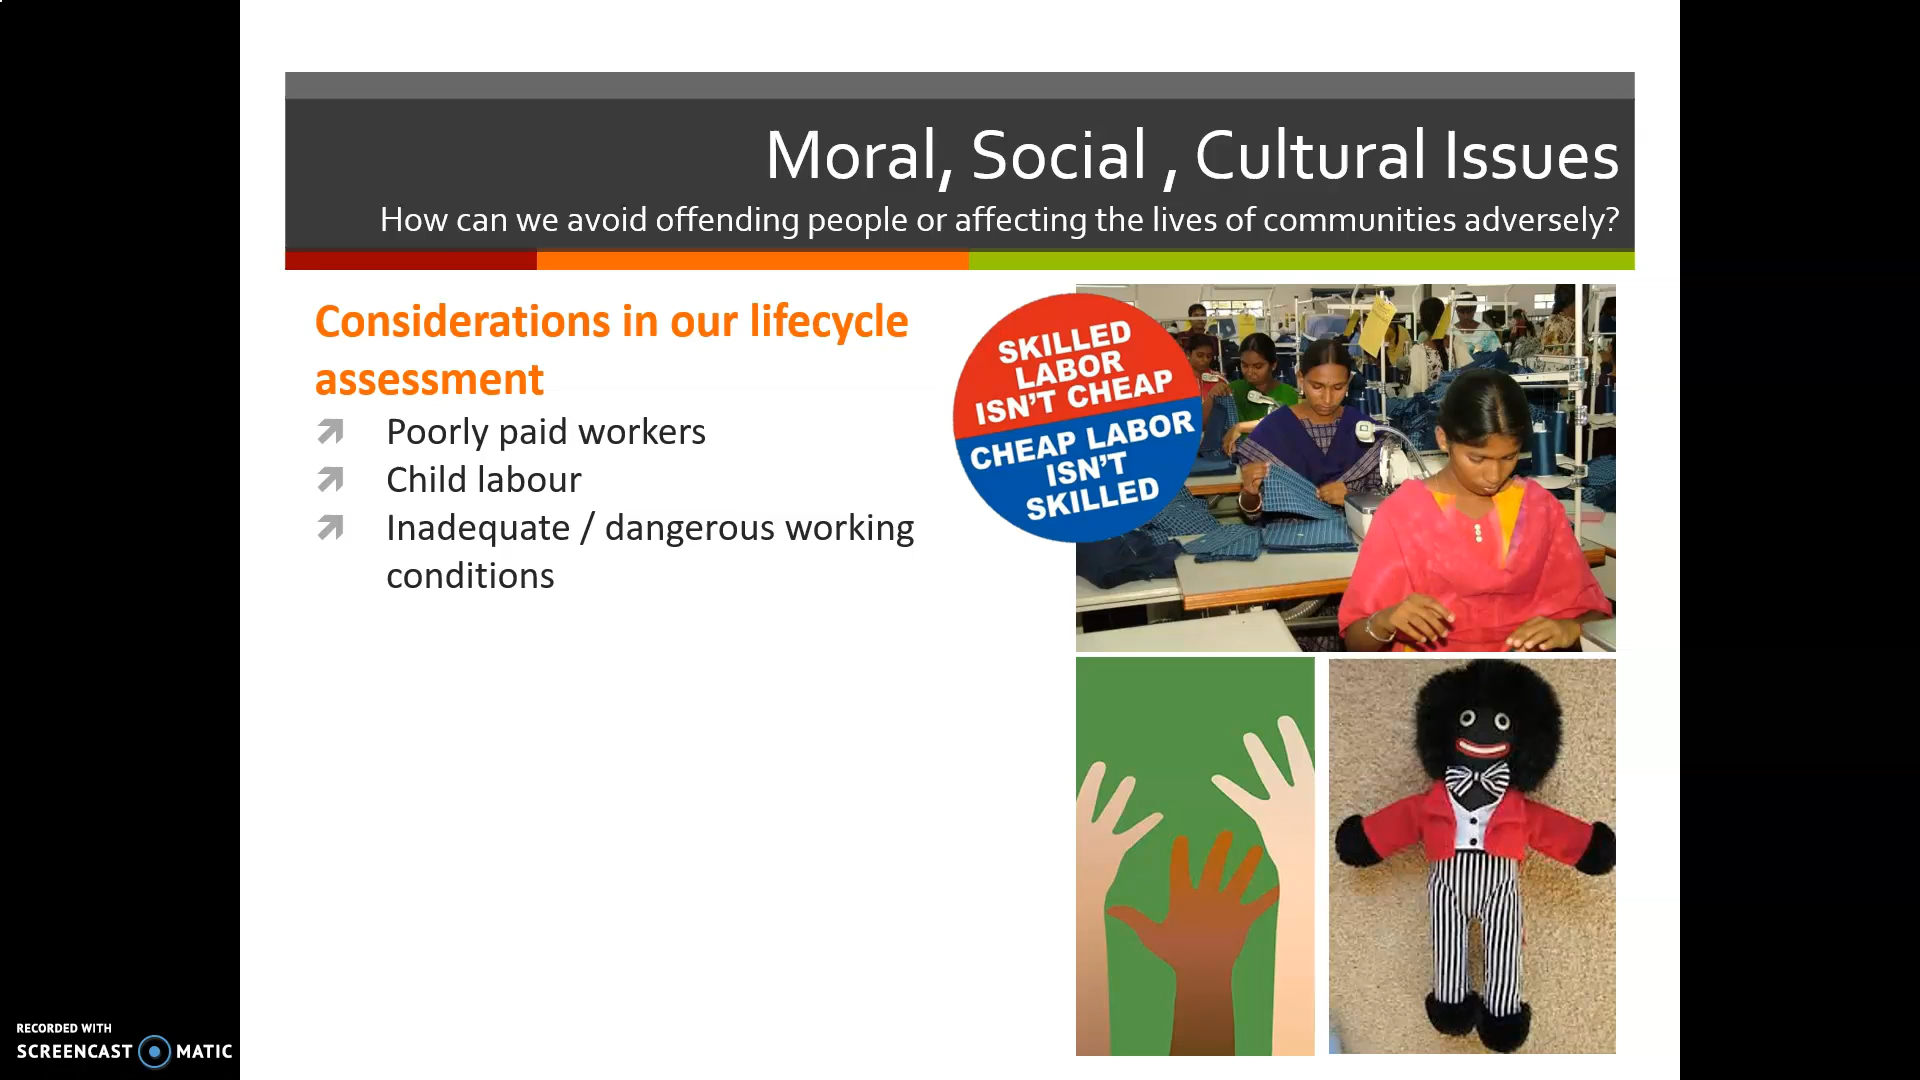 Moral, Social , Cultural Issues
How can we avoid offending people or affecting the lives of communities adversely?
Considerations in our lifecycle
assessment
Poorly paid workers
Child labour
Inadequate / dangerous working
conditions
SKILLED
LABOR
ISN'T CHEAP
CHEAP LABOR
ISN'T
SKILLED
RECORDED WITH
SCREENCAST MATIC